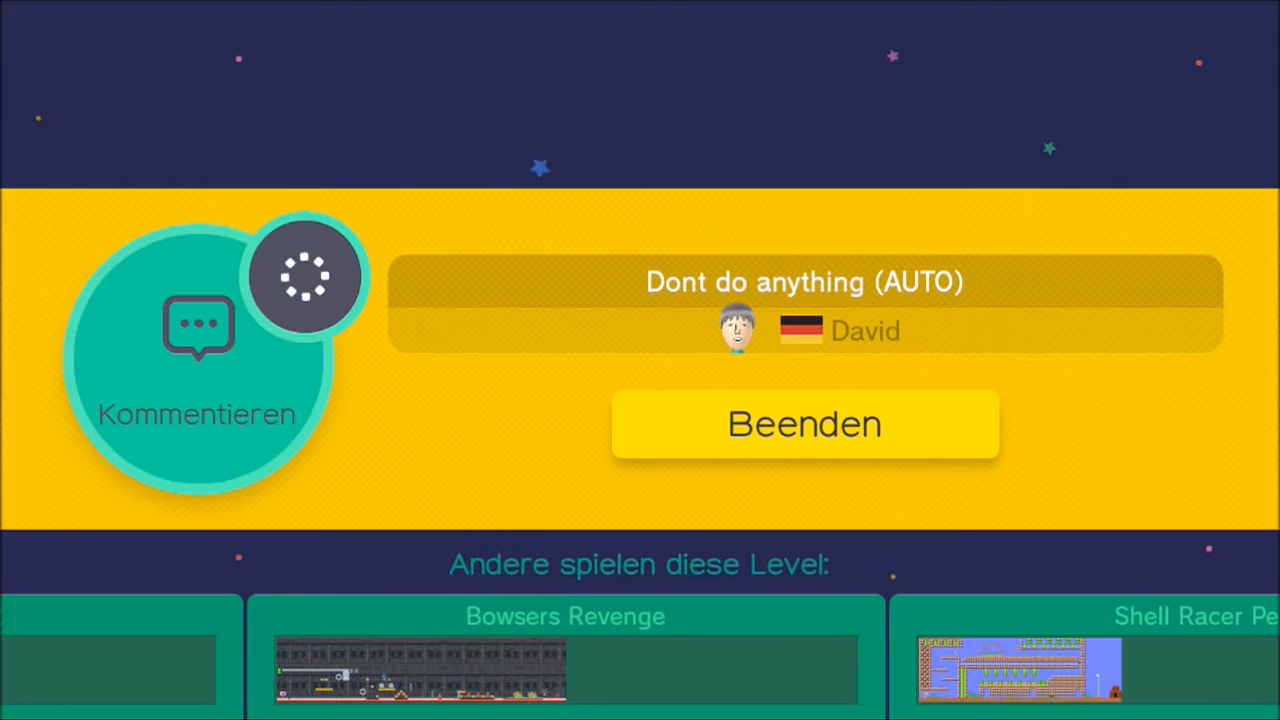 Dont do anything (AUTO)
David
Kommentieren
Beenden
Andere spielen diese Level:
Bowsers Revenge
Shell Racer Pe